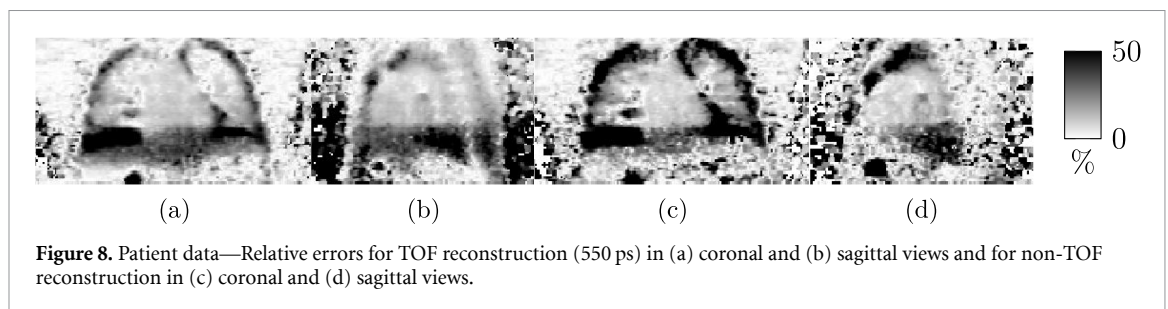 50
0
%
(a) (b) (c) (d)
Figure 8. Patient data—Relative errors for TOF reconstruction (550 ps) in (a) coronal and (b) sagittal views and for non-TOF
reconstruction in (c) coronal and (d) sagittal views.